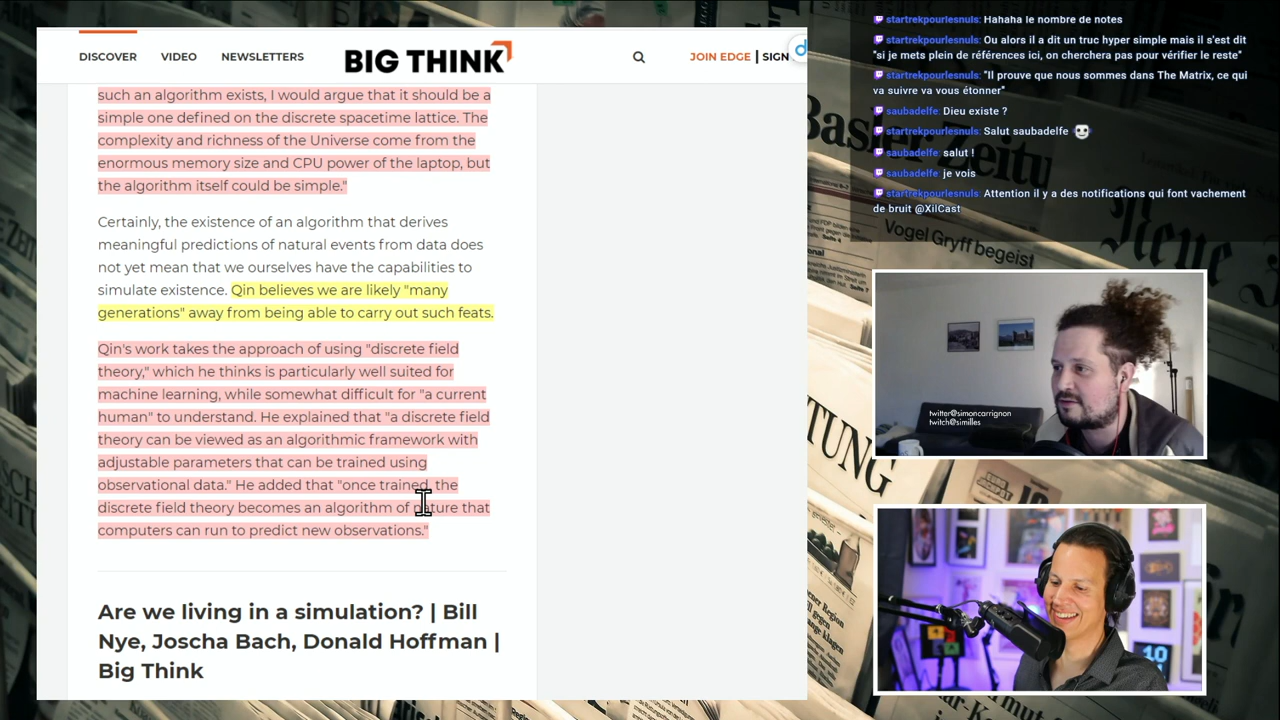 DISCOVER VIDEO NEWSLETTERS BIG THINK JOIN EDGE | SIGN
such an algorithm exists, I would argue that it should be a
simple one defined on the discrete spacetime lattice. The
complexity and richness of the Universe come from the
enormous memory size and CPU power of the laptop, but
the algorithm itself could be simple."
Certainly, the existence of an algorithm that derives
meaningful predictions of natural events from data does
not yet mean that we ourselves have the capabilities to
simulate existence. Qin believes we are likely "many
generations" away from being able to carry out such feats.
Qin's work takes the approach of using "discrete field
theory," which he thinks is particularly well suited for
machine learning, while somewhat difficult for "a current
human" to understand. He explained that "a discrete field
theory can be viewed as an algorithmic framework with
adjustable parameters that can be trained using
observational data." He added that "once trained, the
discrete field theory becomes an algorithm of nature that
computers can run to predict new observations."
Are we living in a simulation? | Bill
Nye, Joscha Bach, Donald Hoffman |
Big Think
startrekpourlesnuls: Hahaha le nombre de notes
startrekpourlesnuls: Ou alors il a dit un truc hyper simple mais il s'est dit
"si je mets plein de références ici, on cherchera pas pour vérifier le reste"
startrekpourlesnuls: "Il prouve que nous sommes dans The Matrix, ce qui
va suivre va vous étonner"
saubadelfe: Dieu existe ?
startrekpourlesnuls: Salut saubadelfe
saubadelfe: salut !
saubadelfe: je vois
startrekpourlesnuls: Attention il y a des notifications qui font vachement
de bruit @XilCast
Basler Zeitu
Vogel Gryff begeist
Neue
TUNG
twitter@simoncarrignon
twitch@similles
10